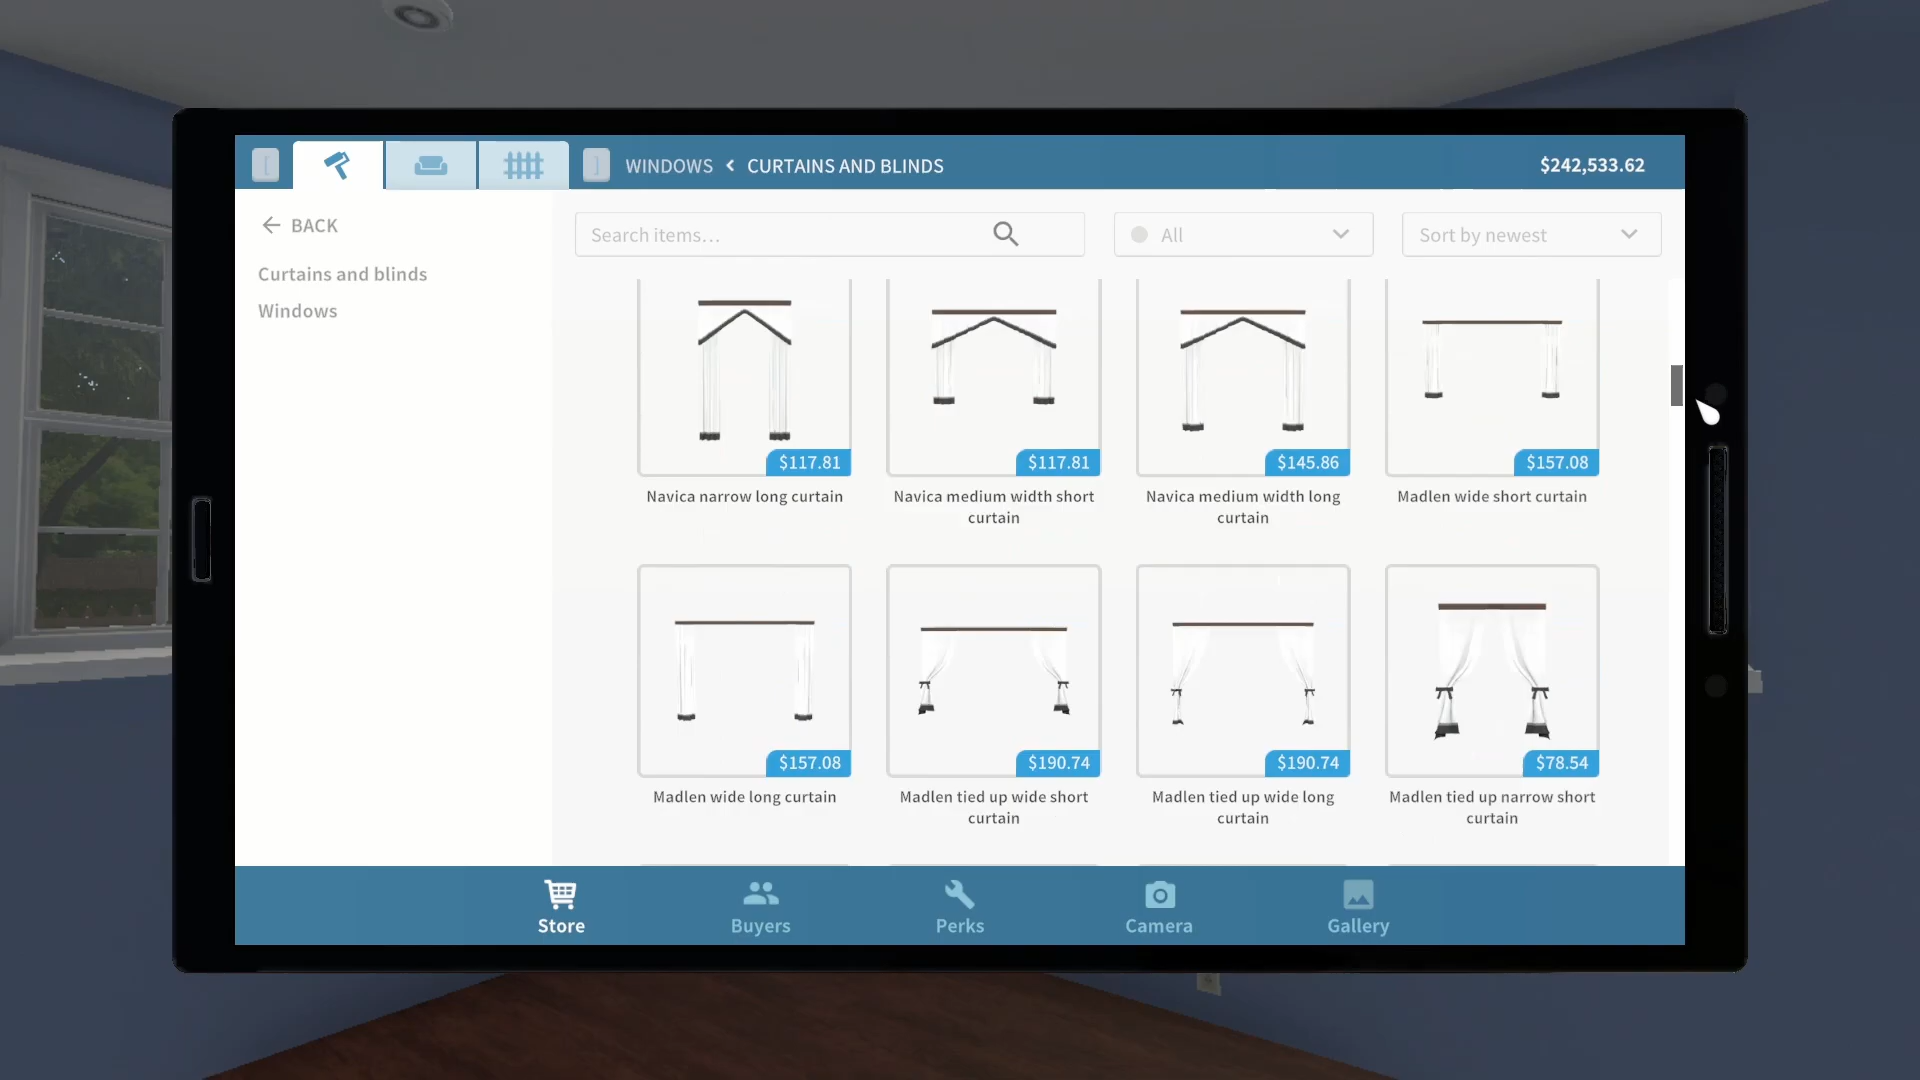 [
]
WINDOWS < CURTAINS AND BLINDS
$242,533.62
BACK
Curtains and blinds
Windows
Search items...
All
Sort by newest
$117.81
$117.81
$145.86
$157.08
Navica narrow long curtain
Navica medium width short
curtain
Navica medium width long
curtain
Madlen wide short curtain
$157.08
$190.74
$190.74
$78.54
Madlen wide long curtain
Madlen tied up wide short
curtain
Madlen tied up wide long
curtain
Madlen tied up narrow short
curtain
Store
Buyers
Perks
Camera
Gallery